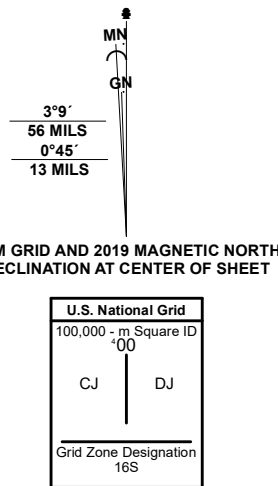 MN
GN
3°9´
56 MILS
0°45´
13 MILS
M GRID AND 2019 MAGNETIC NORTH
ECLINATION AT CENTER OF SHEET
U.S. National Grid
100,000 - m Square ID
⁴00
CJ DJ
Grid Zone Designation
16S